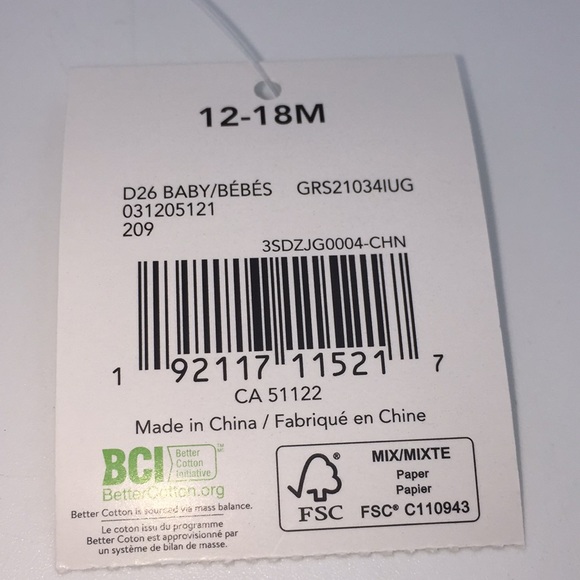 12-18M
D26 BABY/BÉBÉS GRS21034IUG
031205121
209
3SDZJG0004-CHN
1 92117 11521 7
CA 51122
Made in China / Fabriqué en Chine
BCI Better Cotton Initiative ™
BetterCotton.org
Better Cotton is sourced via mass balance.
Le coton issu du programme
Better Coton est approvisionné par
un système de bilan de masse.
FSC®
MIX/MIXTE
Paper
Papier
FSC® C110943